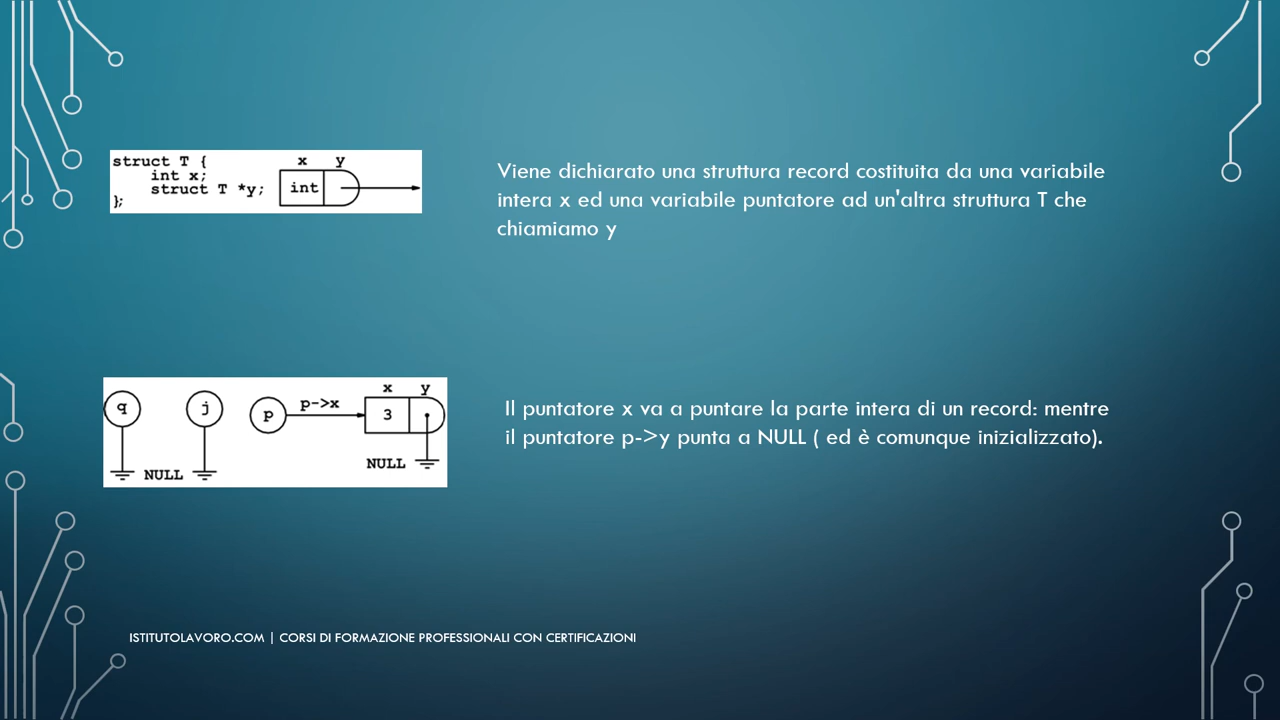 struct T {
int x;
struct T *y;
};
x y
int
Viene dichiarato una struttura record costituita da una variabile
intera x ed una variabile puntatore ad un'altra struttura T che
chiamiamo y
q j p p->x x y
3
NULL NULL
Il puntatore x va a puntare la parte intera di un record: mentre
il puntatore p->y punta a NULL ( ed è comunque inizializzato).
ISTITUTOLAVORO.COM | CORSI DI FORMAZIONE PROFESSIONALI CON CERTIFICAZIONI